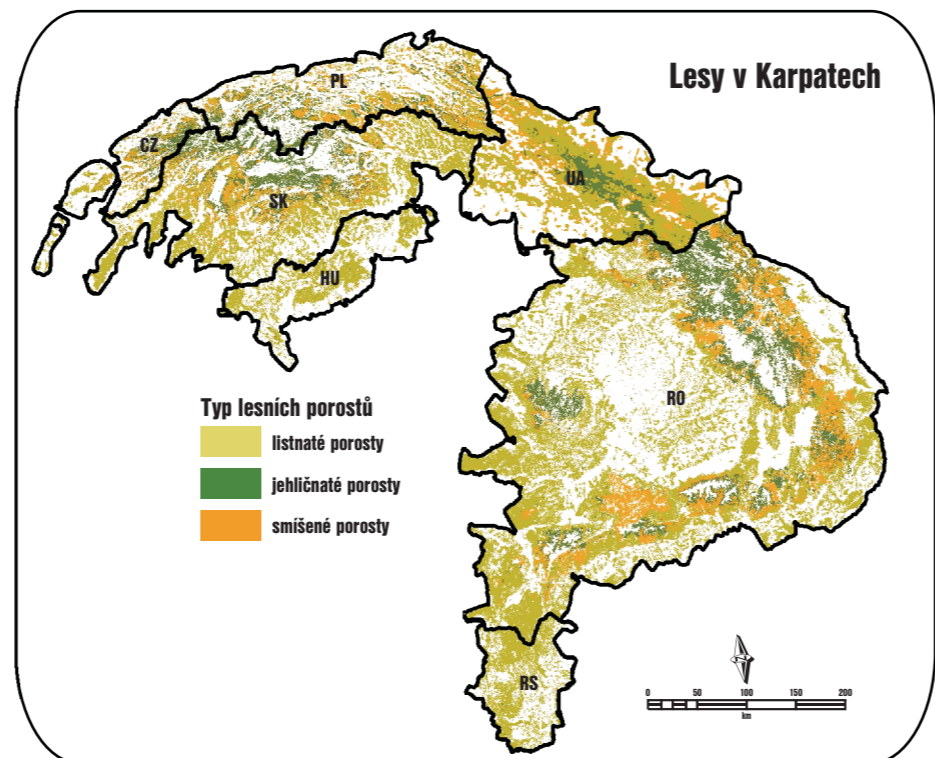 Lesy v Karpatech
PL
CZ
SK
UA
HU
RO
RS
Typ lesních porostů
listnaté porosty
jehličnaté porosty
smíšené porosty
0 50 100 150 200
km